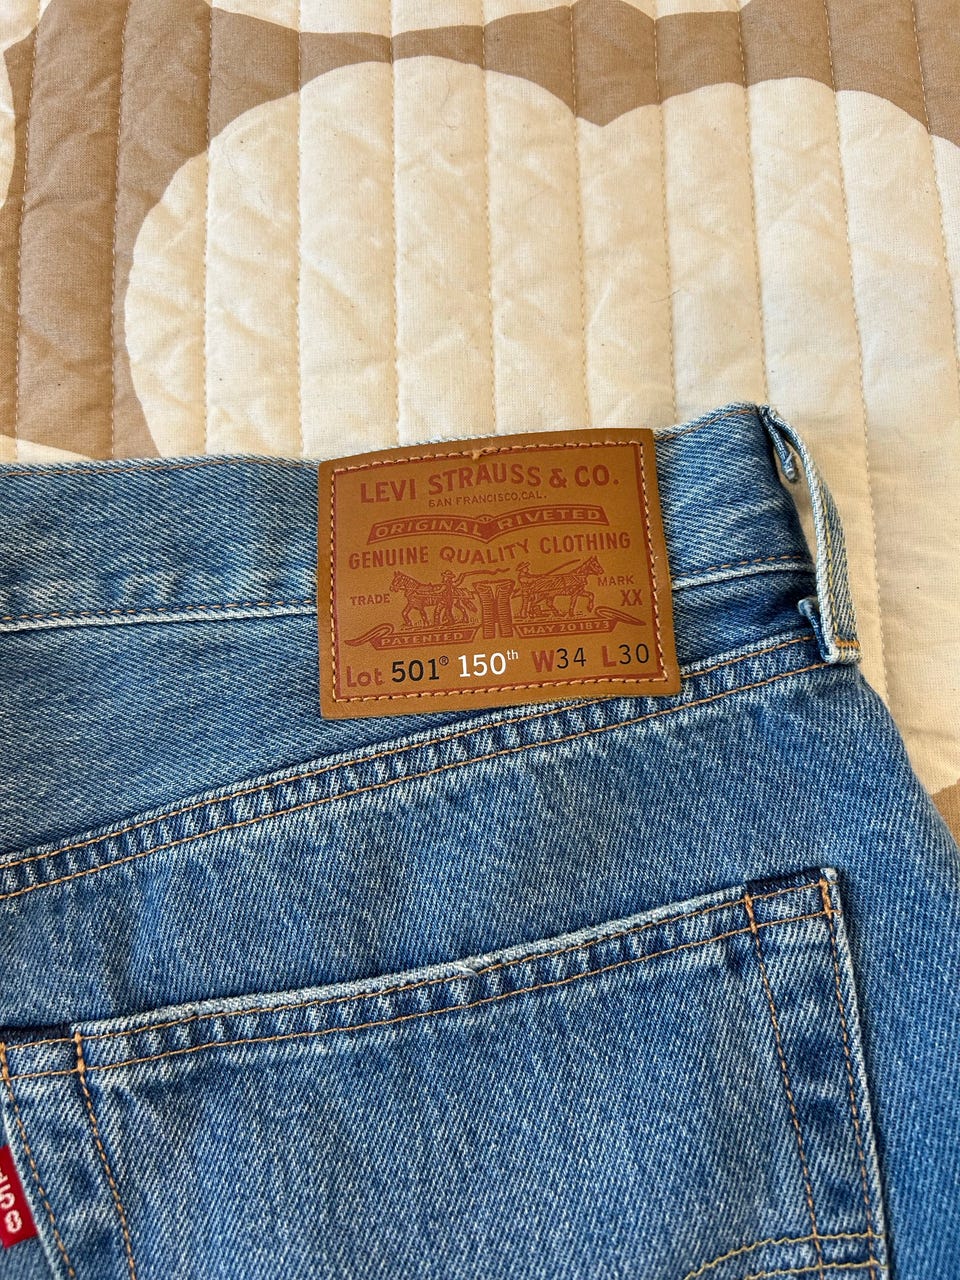 LEVI STRAUSS & CO.
SAN FRANCISCO, CAL.
ORIGINAL RIVETED
GENUINE QUALITY CLOTHING
TRADE MARK
XX
PATENTED MAY 20 1873
Lot 501® 150th W34 L30
150